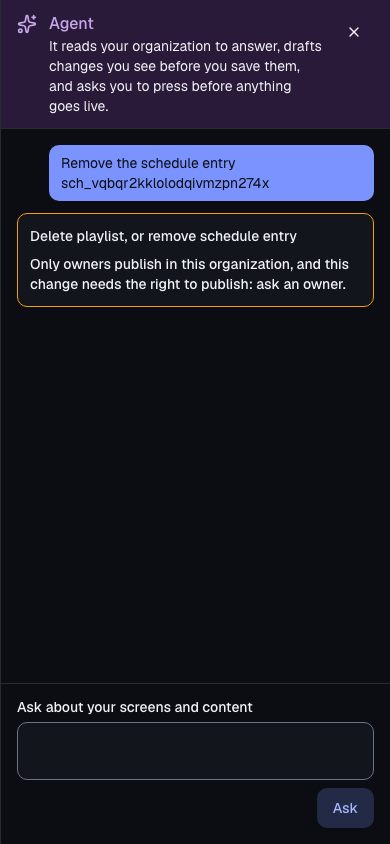 Agent
It reads your organization to answer, drafts
changes you see before you save them,
and asks you to press before anything
goes live.
Remove the schedule entry
sch_vqbqr2kklolodqivmzpn274x
Delete playlist, or remove schedule entry
Only owners publish in this organization, and this
change needs the right to publish: ask an owner.
Ask about your screens and content
Ask